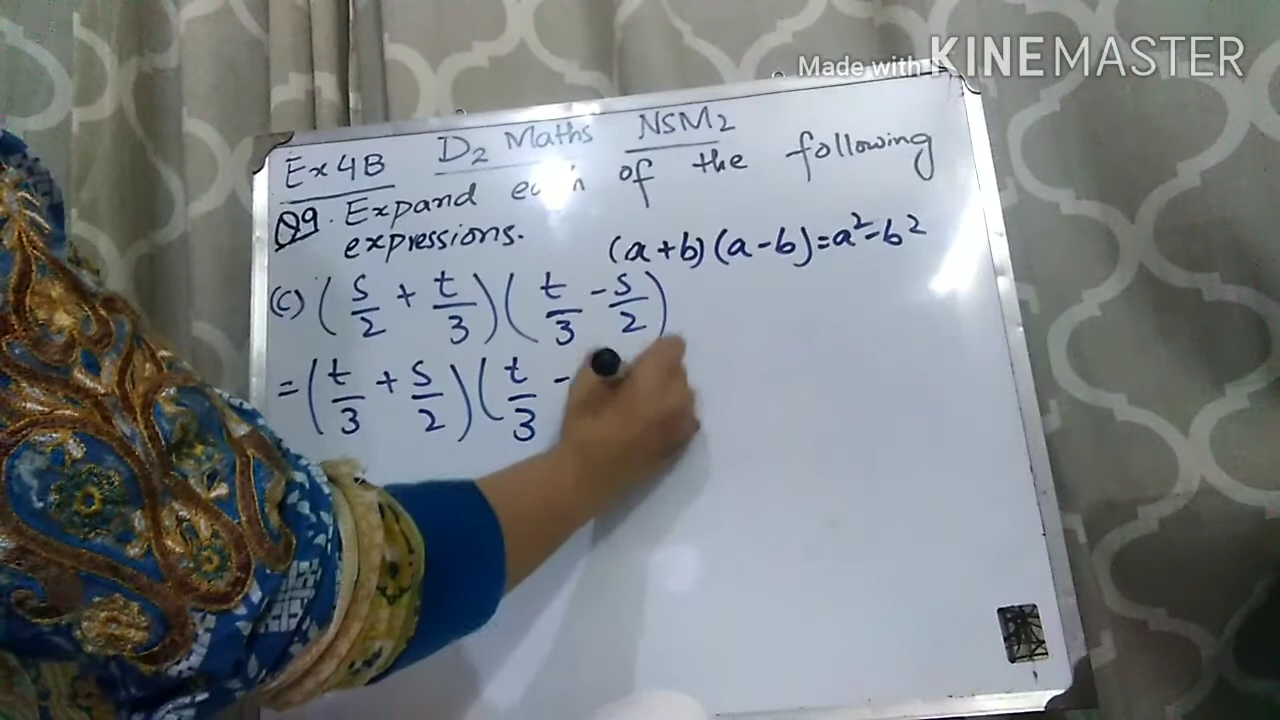 Made with KINEMASTER
D2 Maths NSM2
Ex 4B
Q9. Expand each of the following
expressions.
(a+b)(a-b)=a²-b²
(c) (s/2 + t/3)(t/3 - s/2)
= (t/3 + s/2)(t/3 -